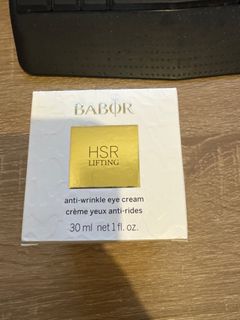 BABOR
HSR
LIFTING
anti-wrinkle eye cream
crème yeux anti-rides
30 ml net 1 fl. oz.